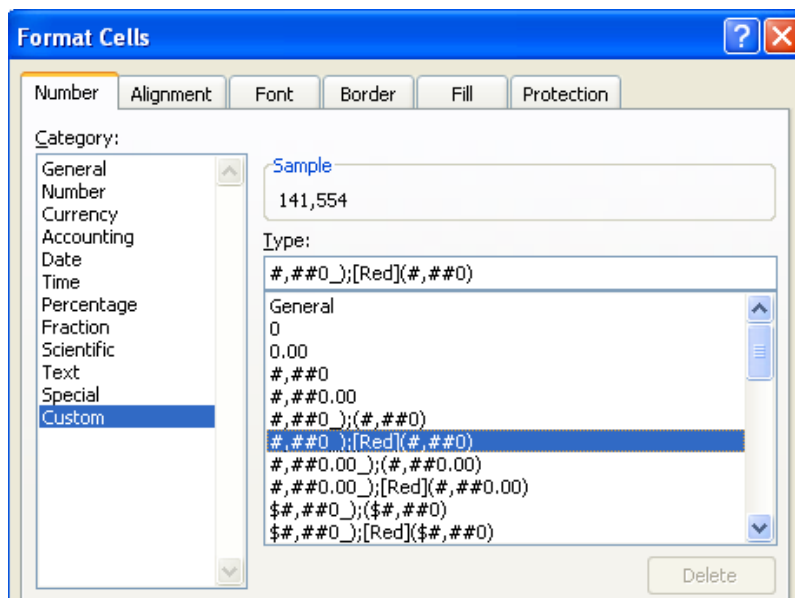 Format Cells
Number Alignment Font Border Fill Protection
Category:
General
Number
Currency
Accounting
Date
Time
Percentage
Fraction
Scientific
Text
Special
Custom
Sample
141,554
Type:
#,##0_);[Red](#,##0)
General
0
0.00
#,##0
#,##0.00
#,##0_);(#,##0)
#,##0_);[Red](#,##0)
#,##0.00_);(#,##0.00)
#,##0.00_);[Red](#,##0.00)
$#,##0_);($#,##0)
$#,##0_);[Red]($#,##0)
Delete